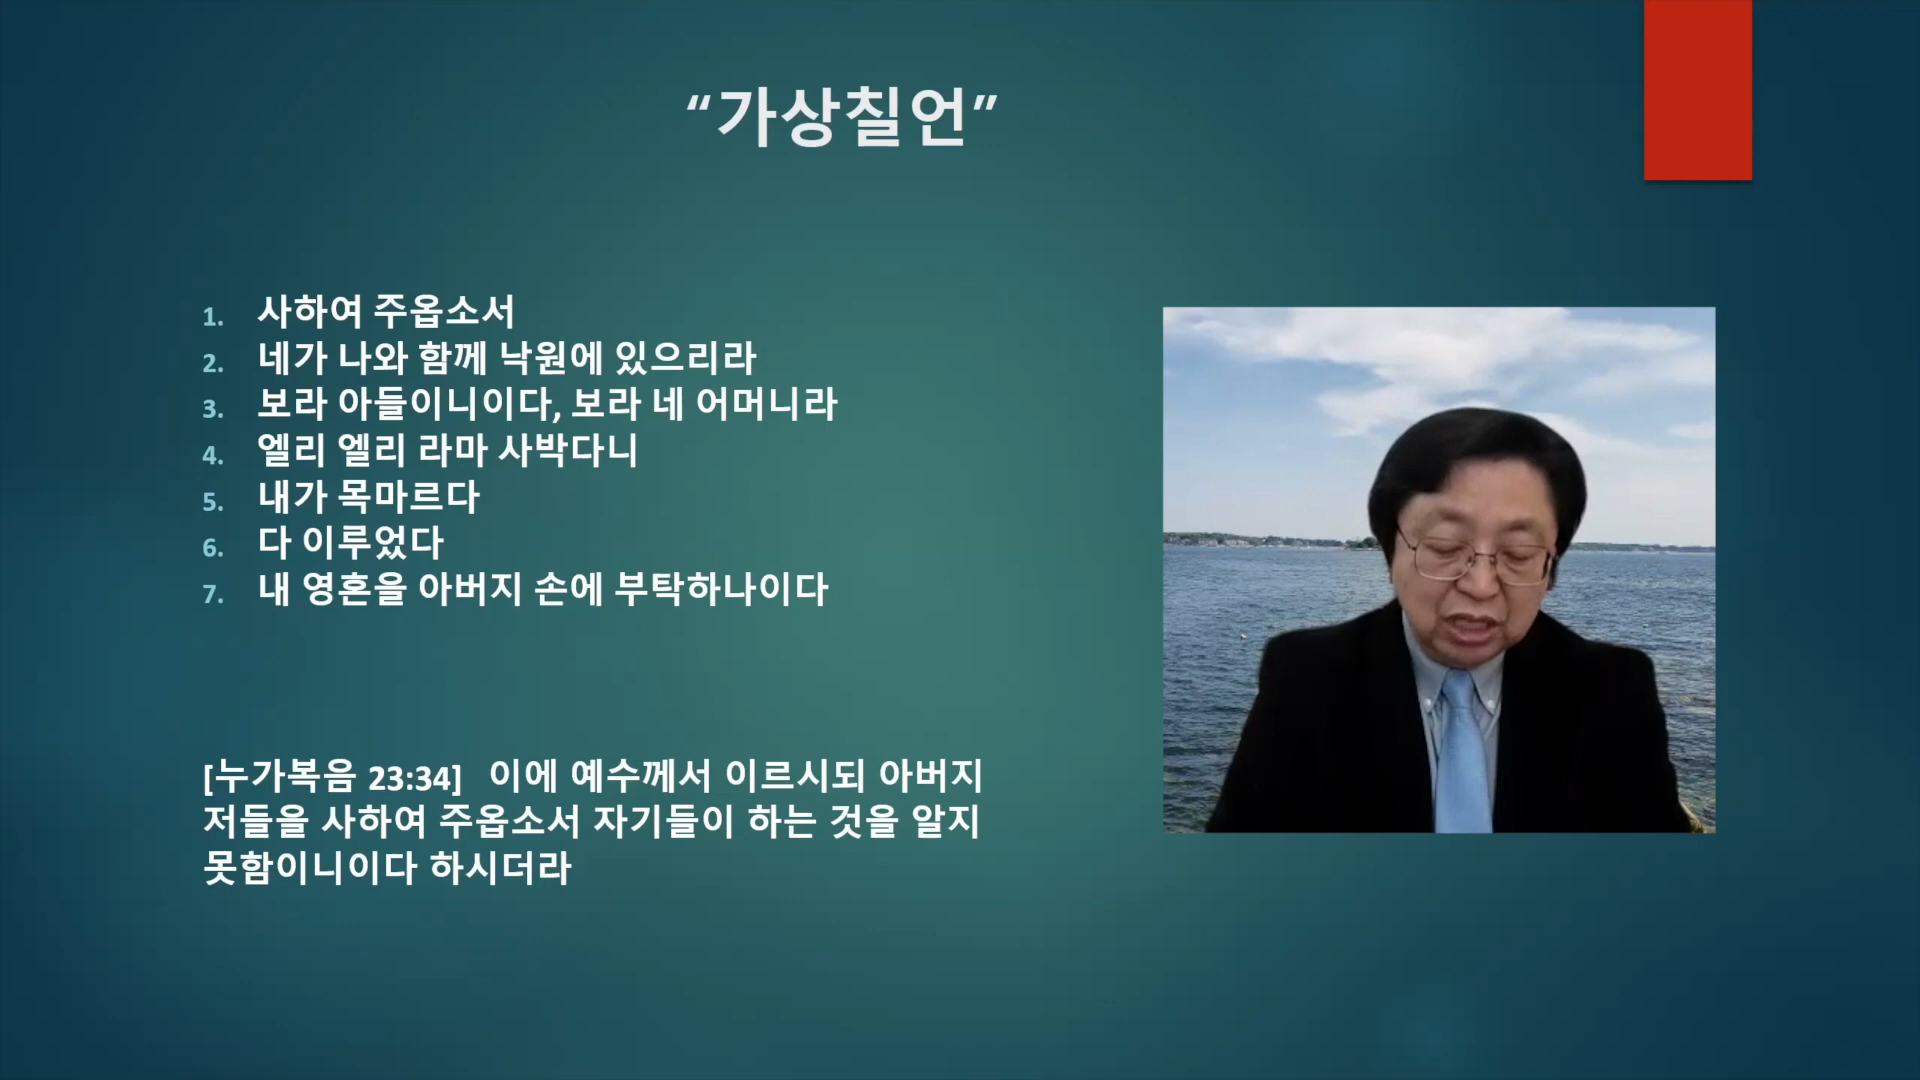 “가상칠언”
1. 사하여 주옵소서
2. 네가 나와 함께 낙원에 있으리라
3. 보라 아들이니이다, 보라 네 어머니라
4. 엘리 엘리 라마 사박다니
5. 내가 목마르다
6. 다 이루었다
7. 내 영혼을 아버지 손에 부탁하나이다
[누가복음 23:34] 이에 예수께서 이르시되 아버지
저들을 사하여 주옵소서 자기들이 하는 것을 알지
못함이니이다 하시더라